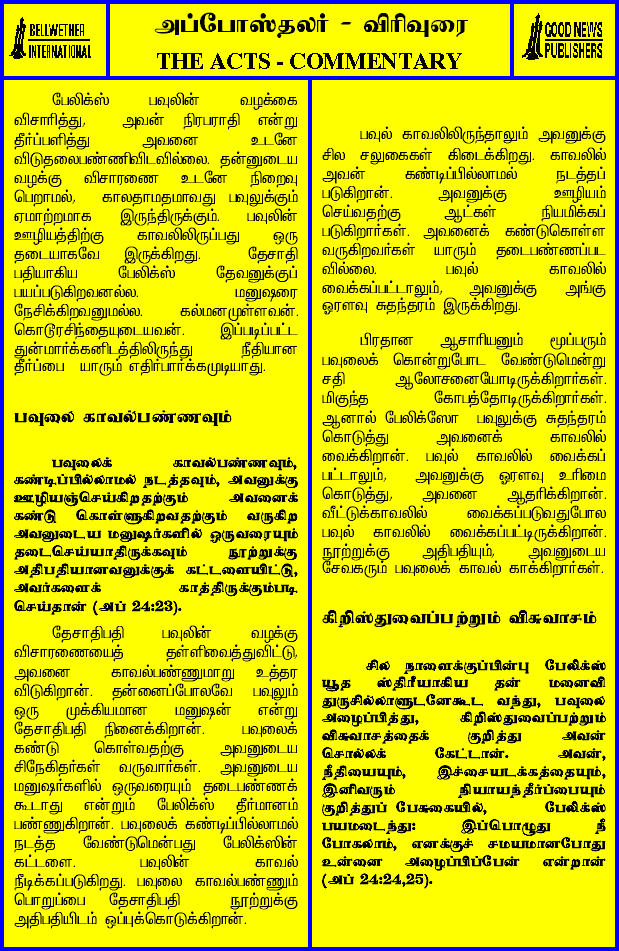 BELLWETHER
INTERNATIONAL
அப்போஸ்தலர் - விரிவுரை
THE ACTS - COMMENTARY
GOOD NEWS
PUBLISHERS
பேலிக்ஸ் பவுலின் வழக்கை
விசாரித்து, அவன் நிரபராதி என்று
தீர்ப்பளித்து அவனை உடனே
விடுதலைபண்ணிவிடவில்லை. தன்னுடைய
வழக்கு விசாரணை உடனே நிறைவு
பெறாமல், காலதாமதமாவது பவுலுக்கும்
ஏமாற்றமாக இருந்திருக்கும். பவுலின்
ஊழியத்திற்கு காவலிலிருப்பது ஒரு
தடையாகவே இருக்கிறது. தேசாதி
பதியாகிய பேலிக்ஸ் தேவனுக்குப்
பயப்படுகிறவனல்ல. மனுஷரை
நேசிக்கிறவனுமல்ல. கல்மனமுள்ளவன்.
கொடூரசிந்தையுடையவன். இப்படிப்பட்ட
துன்மார்க்கனிடத்திலிருந்து நீதியான
தீர்ப்பை யாரும் எதிர்பார்க்கமுடியாது.
பவுலை காவல்பண்ணவும்
பவுலைக் காவல்பண்ணவும்,
கண்டிப்பில்லாமல் நடத்தவும், அவனுக்கு
ஊழியஞ்செய்கிறதற்கும் அவனைக்
கண்டு கொள்ளுகிறவதற்கும் வருகிற
அவனுடைய மனுஷர்களில் ஒருவரையும்
தடைசெய்யாதிருக்கவும் நூற்றுக்கு
அதிபதியானவனுக்குக் கட்டளையிட்டு,
அவர்களைக் காத்திருக்கும்படி
செய்தான் (அப் 24:23).
தேசாதிபதி பவுலின் வழக்கு
விசாரணையைத் தள்ளிவைத்துவிட்டு,
அவனை காவல்பண்ணுமாறு உத்தர
விடுகிறான். தன்னைப்போலவே பவுலும்
ஒரு முக்கியமான மனுஷன் என்று
தேசாதிபதி நினைக்கிறான். பவுலைக்
கண்டு கொள்வதற்கு அவனுடைய
சிநேகிதர்கள் வருவார்கள். அவனுடைய
மனுஷர்களில் ஒருவரையும் தடைபண்ணக்
கூடாது என்றும் பேலிக்ஸ் தீர்மானம்
பண்ணுகிறான். பவுலைக் கண்டிப்பில்லாமல்
நடத்த வேண்டுமென்பது பேலிக்ஸின்
கட்டளை. பவுலின் காவல்
நீடிக்கப்படுகிறது. பவுலை காவல்பண்ணும்
பொறுப்பை தேசாதிபதி நூற்றுக்கு
அதிபதியிடம் ஒப்புக்கொடுக்கிறான்.
பவுல் காவலிலிருந்தாலும் அவனுக்கு
சில சலுகைகள் கிடைக்கிறது. காவலில்
அவன் கண்டிப்பில்லாமல் நடத்தப்
படுகிறான். அவனுக்கு ஊழியம்
செய்வதற்கு ஆட்கள் நியமிக்கப்
படுகிறார்கள். அவனைக் கண்டுகொள்ள
வருகிறவர்கள் யாரும் தடைபண்ணப்பட
வில்லை. பவுல் காவலில்
வைக்கப்பட்டாலும், அவனுக்கு அங்கு
ஓரளவு சுதந்தரம் இருக்கிறது.
பிரதான ஆசாரியனும் மூப்பரும்
பவுலைக் கொன்றுபோட வேண்டுமென்று
சதி ஆலோசனையோடிருக்கிறார்கள்.
மிகுந்த கோபத்தோடிருக்கிறார்கள்.
ஆனால் பேலிக்ஸோ பவுலுக்கு சுதந்தரம்
கொடுத்து அவனைக் காவலில்
வைக்கிறான். பவுல் காவலில் வைக்கப்
பட்டாலும், அவனுக்கு ஓரளவு உரிமை
கொடுத்து, அவனை ஆதரிக்கிறான்.
வீட்டுக்காவலில் வைக்கப்படுவதுபோல
பவுல் காவலில் வைக்கப்பட்டிருக்கிறான்.
நூற்றுக்கு அதிபதியும், அவனுடைய
சேவகரும் பவுலைக் காவல் காக்கிறார்கள்.
கிறிஸ்துவைப்பற்றும் விசுவாசம்
சில நாளைக்குப்பின்பு பேலிக்ஸ்
யூத ஸ்திரீயாகிய தன் மனைவி
துருசில்லாளுடனேகூட வந்து, பவுலை
அழைப்பித்து, கிறிஸ்துவைப்பற்றும்
விசுவாசத்தைக் குறித்து அவன்
சொல்லக் கேட்டான். அவன்,
நீதியையும், இச்சையடக்கத்தையும்,
இனிவரும் நியாயந்தீர்ப்பையும்
குறித்துப் பேசுகையில், பேலிக்ஸ்
பயமடைந்து: இப்பொழுது நீ
போகலாம், எனக்குச் சமயமானபோது
உன்னை அழைப்பிப்பேன் என்றான்
(அப் 24:24,25).